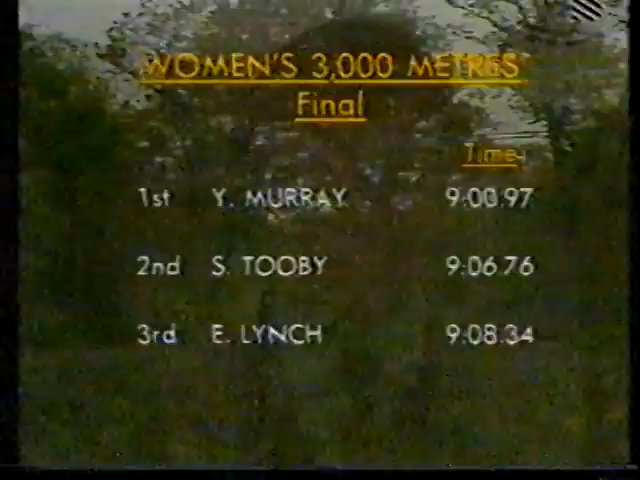 WOMEN'S 3,000 METRES
Final
Time
1st Y. MURRAY 9:00.97
2nd S. TOOBY 9:06.76
3rd E. LYNCH 9:08.34